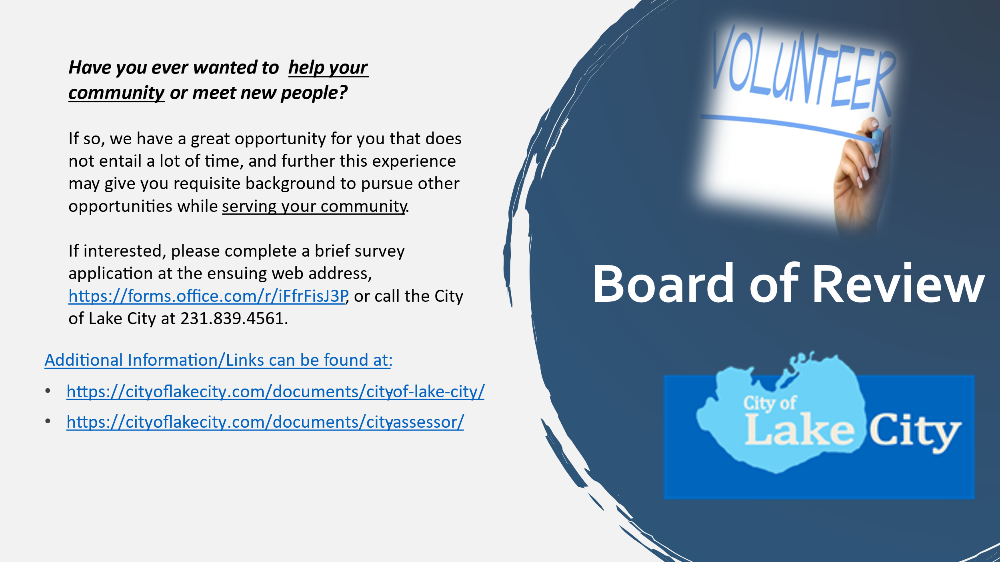 Have you ever wanted to help your
community or meet new people?
If so, we have a great opportunity for you that does
not entail a lot of time, and further this experience
may give you requisite background to pursue other
opportunities while serving your community.
If interested, please complete a brief survey
application at the ensuing web address,
https://forms.office.com/r/iFfrFisJ3P, or call the City
of Lake City at 231.839.4561.
Additional Information/Links can be found at:
• https://cityoflakecity.com/documents/city-of-lake-city/
• https://cityoflakecity.com/documents/city-assessor/
VOLUNTEER
Board of Review
City of
Lake City